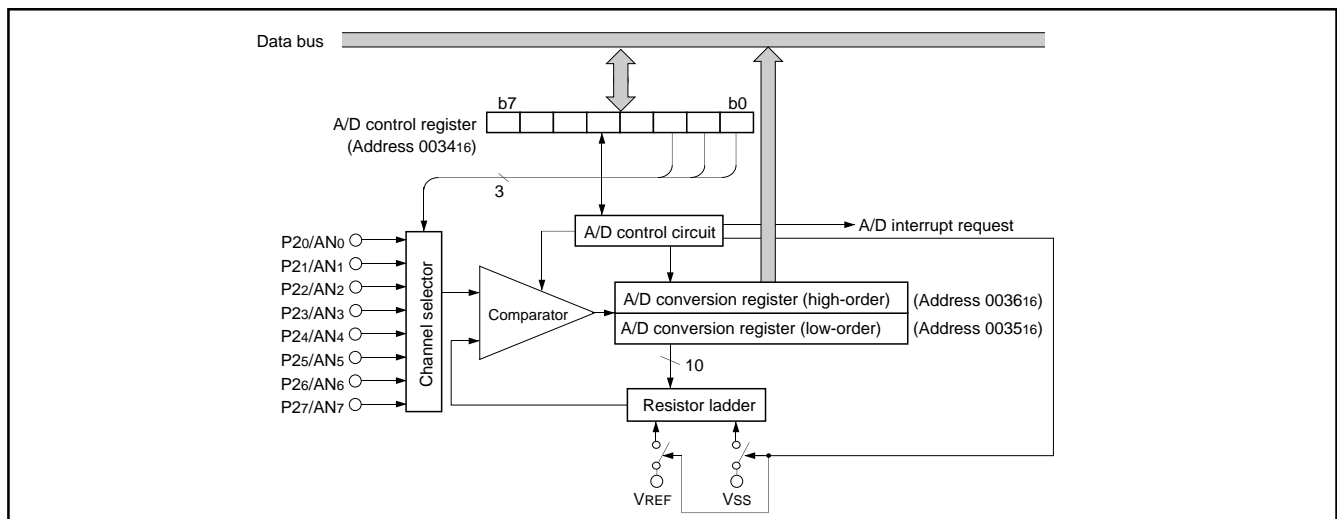 Data bus
b7 b0
A/D control register
(Address 003416)
3
A/D control circuit
A/D interrupt request
P20/AN0
P21/AN1
P22/AN2
P23/AN3
P24/AN4
P25/AN5
P26/AN6
P27/AN7
Channel selector
Comparator
A/D conversion register (high-order)
(Address 003616)
A/D conversion register (low-order)
(Address 003516)
10
Resistor ladder
VREF
VSS